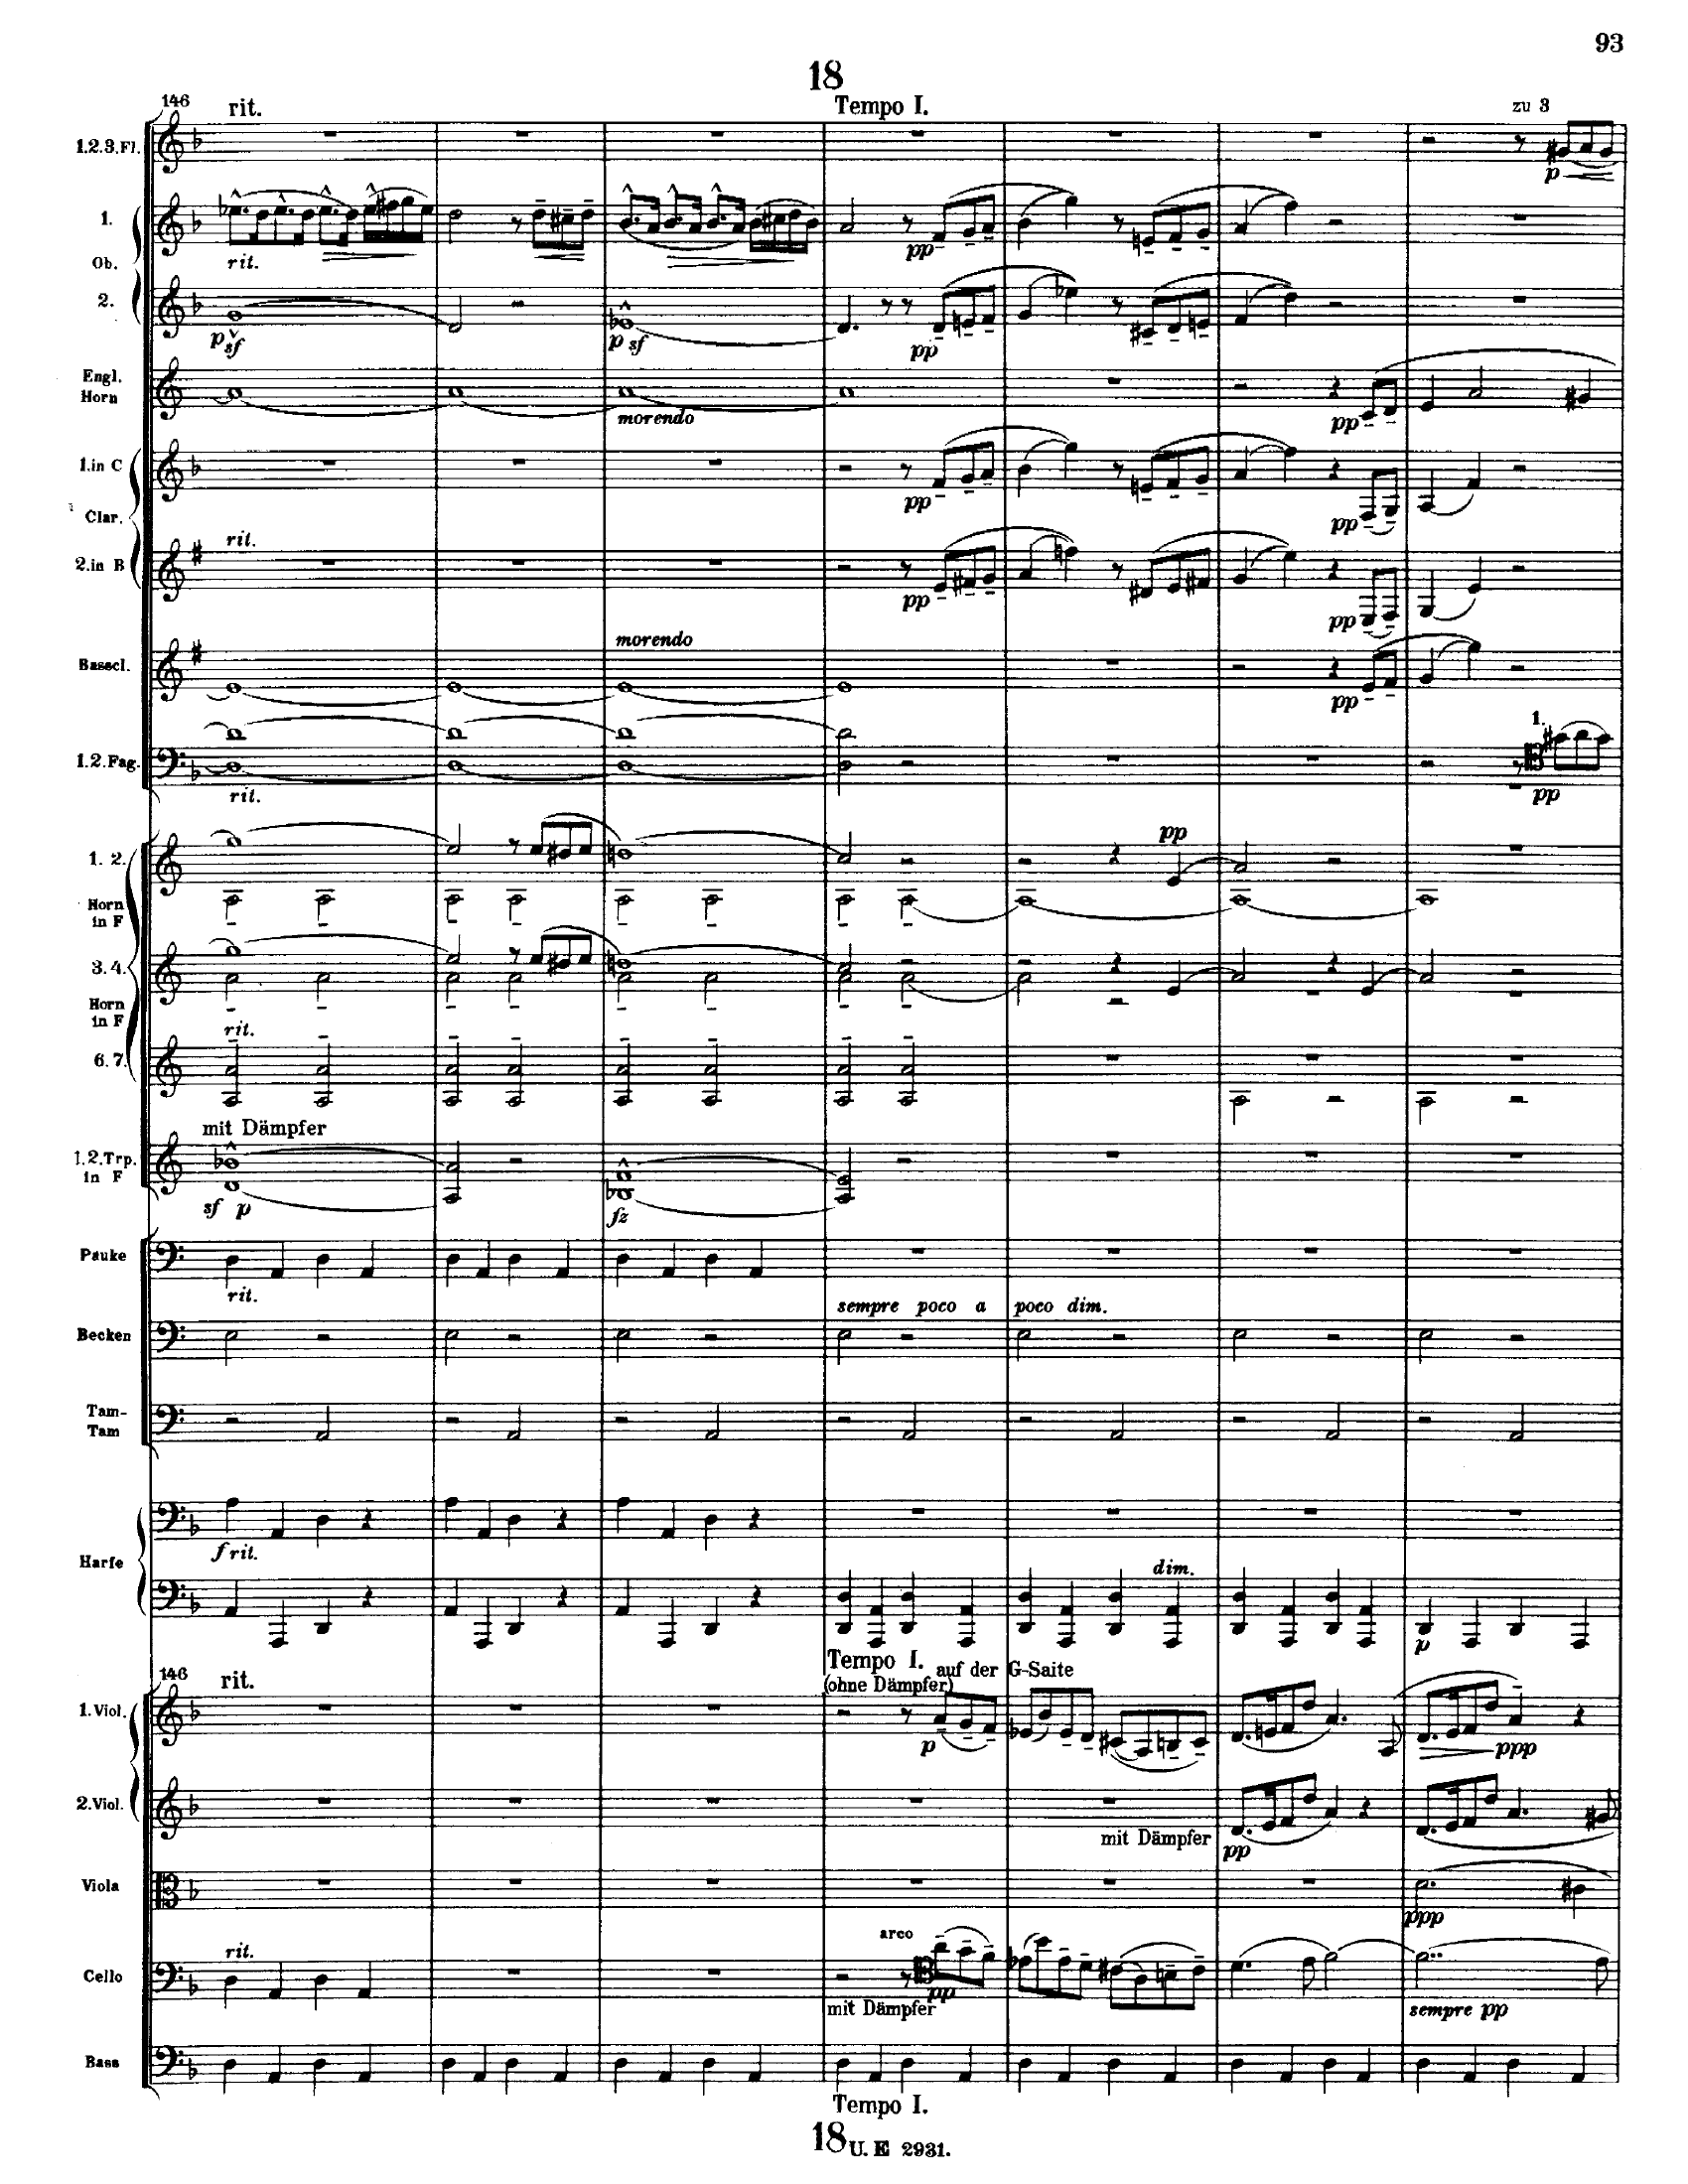 93
18
146 rit. Tempo I. zu 3
1.2.3.Fl. p
1. rit. pp
Ob.
2. p sf p sf pp
Engl. Horn morendo pp
1.in C pp pp
Clar.
2.in B rit. pp pp
Basscl. morendo pp
1.2.Fag. rit. 1. pp
1. 2. pp
Horn in F
3. 4.
Horn in F
6. 7. rit.
mit Dämpfer
1.2.Trp. in F sf p fz
Pauke rit.
sempre poco a poco dim.
Becken
Tam-Tam
f rit.
Harfe dim.
p
Tempo I.
146 rit. (ohne Dämpfer) auf der G-Saite
1.Viol. p ppp
2.Viol. mit Dämpfer pp
Viola ppp
rit. arco
Cello pp
mit Dämpfer sempre pp
Bass
Tempo I.
18 U. E 2931.